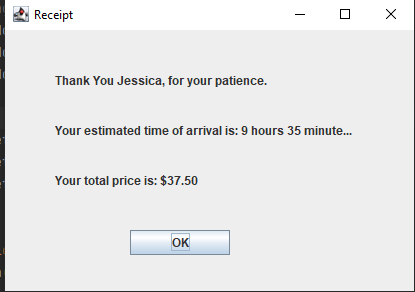 Receipt
Thank You Jessica, for your patience.
Your estimated time of arrival is: 9 hours 35 minute...
Your total price is: $37.50
OK